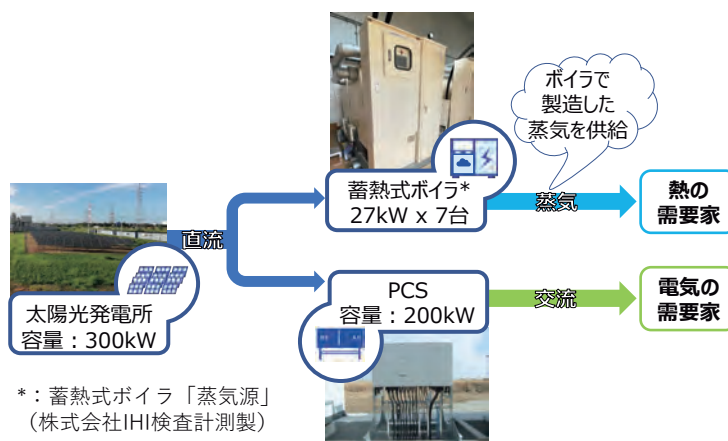 ボイラで
製造した
蒸気を供給
蓄熱式ボイラ*
27kW x 7台
蒸気
熱の
需要家
直流
太陽光発電所
容量：300kW
PCS
容量：200kW
交流
電気の
需要家
*：蓄熱式ボイラ「蒸気源」
（株式会社IHI検査計測製）